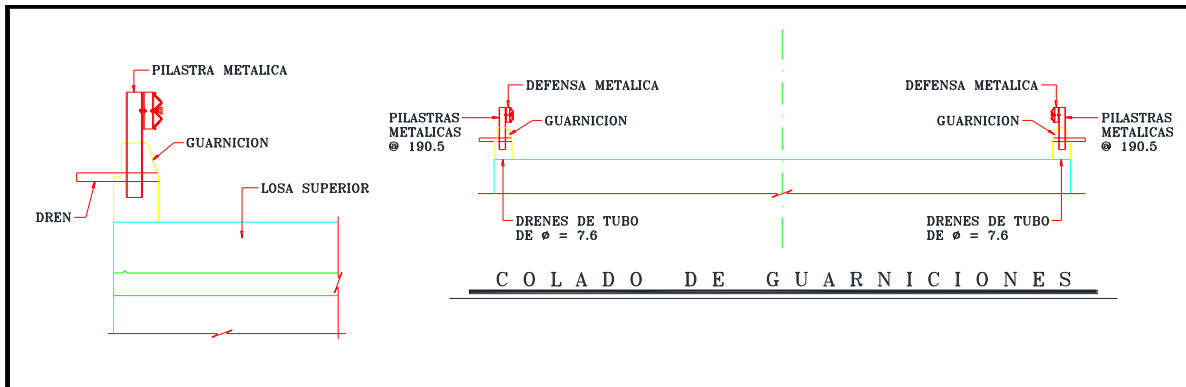 PILASTRA METALICA
GUARNICION
LOSA SUPERIOR
DREN
DEFENSA METALICA
PILASTRAS
METALICAS
@ 190.5
GUARNICION
DRENES DE TUBO
DE ø = 7.6
DEFENSA METALICA
GUARNICION
PILASTRAS
METALICAS
@ 190.5
DRENES DE TUBO
DE ø = 7.6
COLADO DE GUARNICIONES